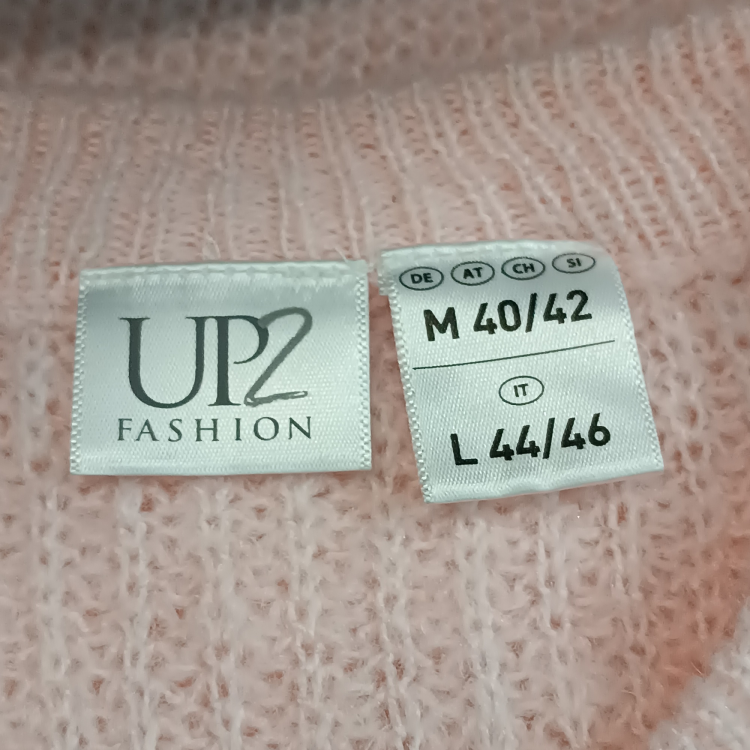 UP2
FASHION
DE AT CH SI
M 40/42
IT
L 44/46